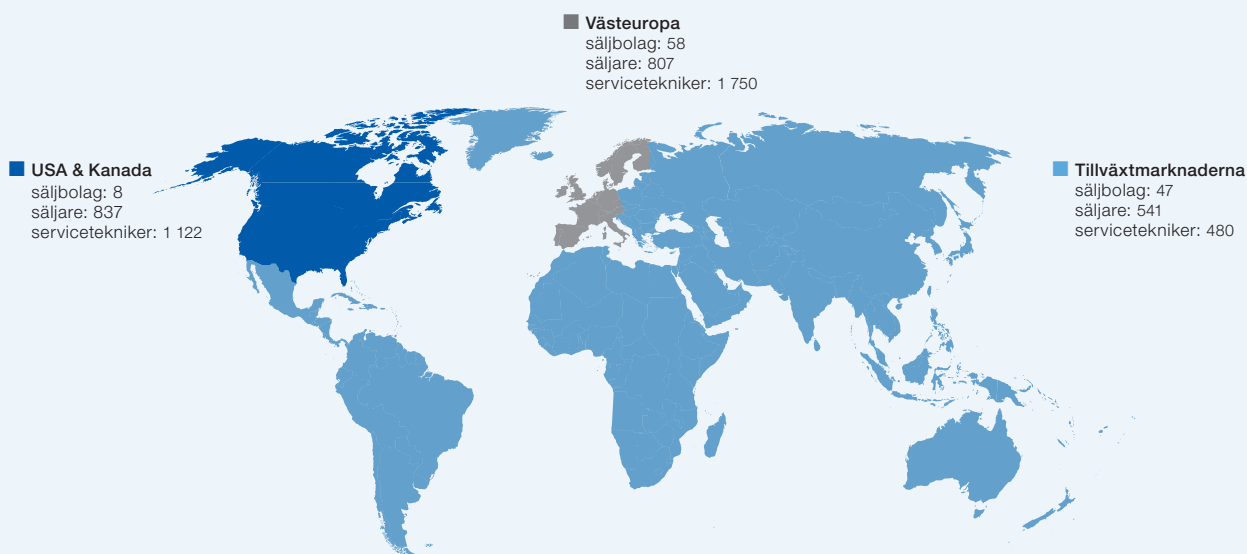 Västeuropa
säljbolag: 58
säljare: 807
servicetekniker: 1 750
USA & Kanada
säljbolag: 8
säljare: 837
servicetekniker: 1 122
Tillväxtmarknaderna
säljbolag: 47
säljare: 541
servicetekniker: 480